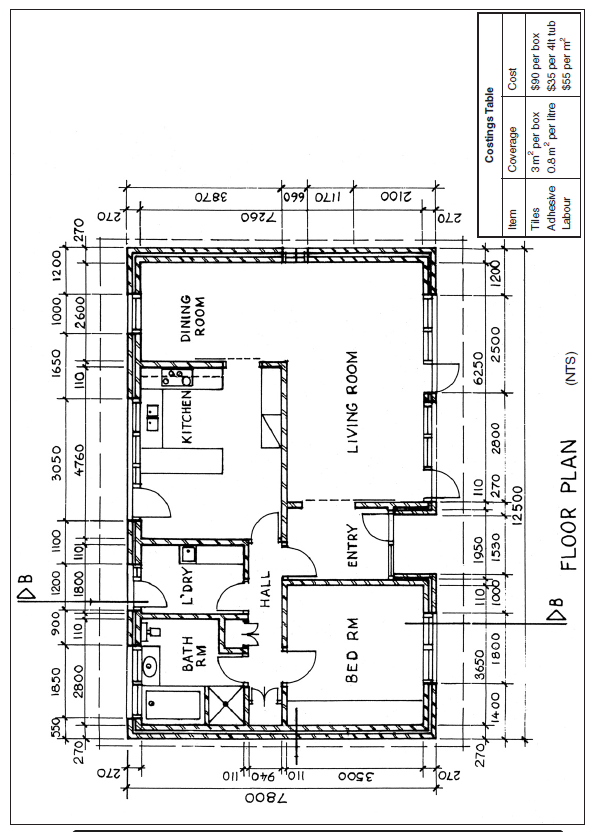 550 1850 900 1200 1100 3050 1650 1000 1200
270 2800 110 1800 110 4760 110 2600 270
B
BATH
RM
L'DRY
KITCHEN
DINING
ROOM
HALL
BED RM
ENTRY
LIVING ROOM
270
110
940
110
3500
270
7800
270
7260
270
3870
660
1170
2100
270 3650 110 1950 110 6250
1400 1800 1000 1530 270 2800 2500 1200
12500
B
FLOOR PLAN (NTS)
Costings Table
Item Coverage Cost
Tiles 3 m² per box $90 per box
Adhesive 0.8 m² per litre $35 per 4lt tub
Labour $55 per m²